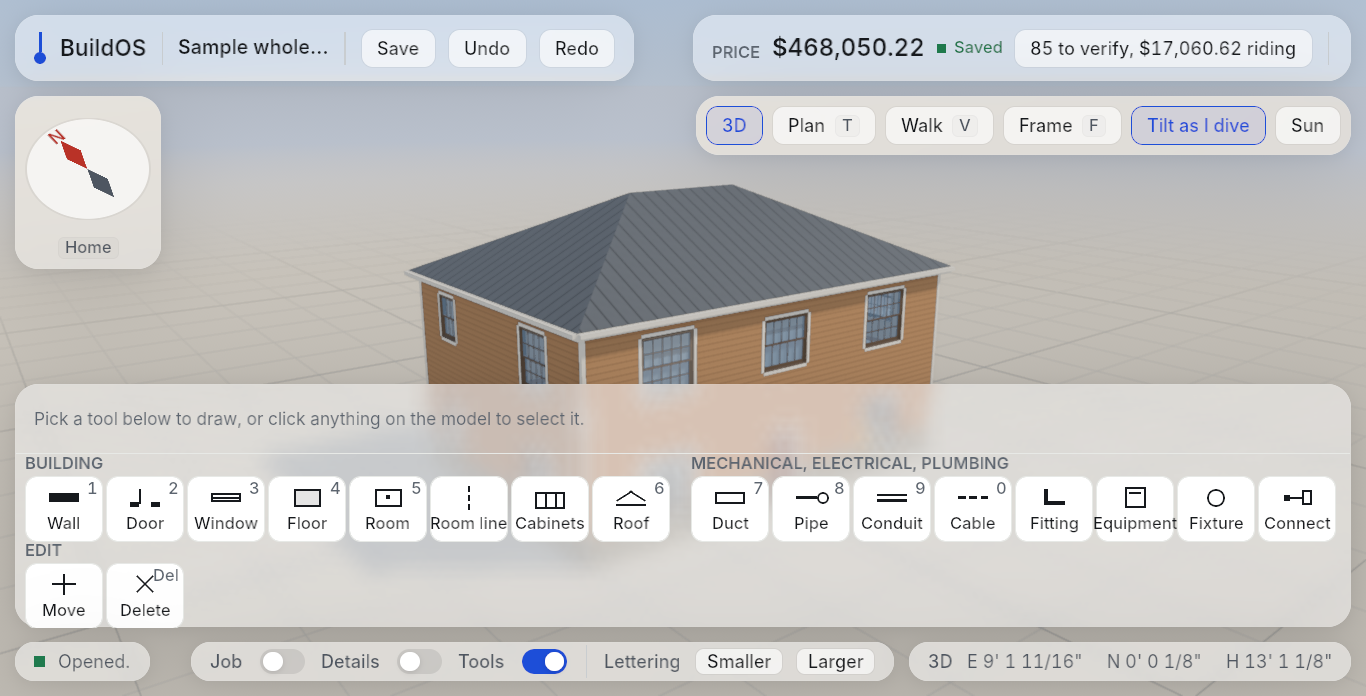 BuildOS
Sample whole...
Save
Undo
Redo
PRICE $468,050.22
Saved
85 to verify, $17,060.62 riding
N
Home
3D
Plan T
Walk V
Frame F
Tilt as I dive
Sun
Pick a tool below to draw, or click anything on the model to select it.
BUILDING
Wall 1
Door 2
Window 3
Floor 4
Room 5
Room line
Cabinets
Roof 6
MECHANICAL, ELECTRICAL, PLUMBING
Duct 7
Pipe 8
Conduit 9
Cable 0
Fitting
Equipment
Fixture
Connect
EDIT
Move
Delete Del
Opened.
Job
Details
Tools
Lettering
Smaller
Larger
3D E 9' 1 11/16" N 0' 0 1/8" H 13' 1 1/8"